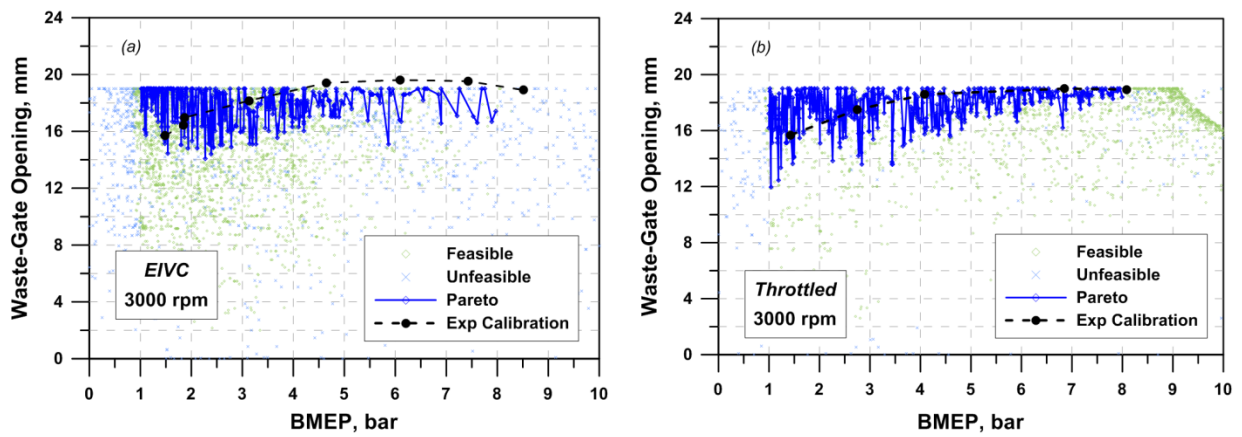 24
20
16
12
8
4
0
Waste-Gate Opening, mm
(a)
EIVC
3000 rpm
Feasible
Unfeasible
Pareto
Exp Calibration
0 1 2 3 4 5 6 7 8 9 10
BMEP, bar
24
20
16
12
8
4
0
Waste-Gate Opening, mm
(b)
Throttled
3000 rpm
Feasible
Unfeasible
Pareto
Exp Calibration
0 1 2 3 4 5 6 7 8 9 10
BMEP, bar